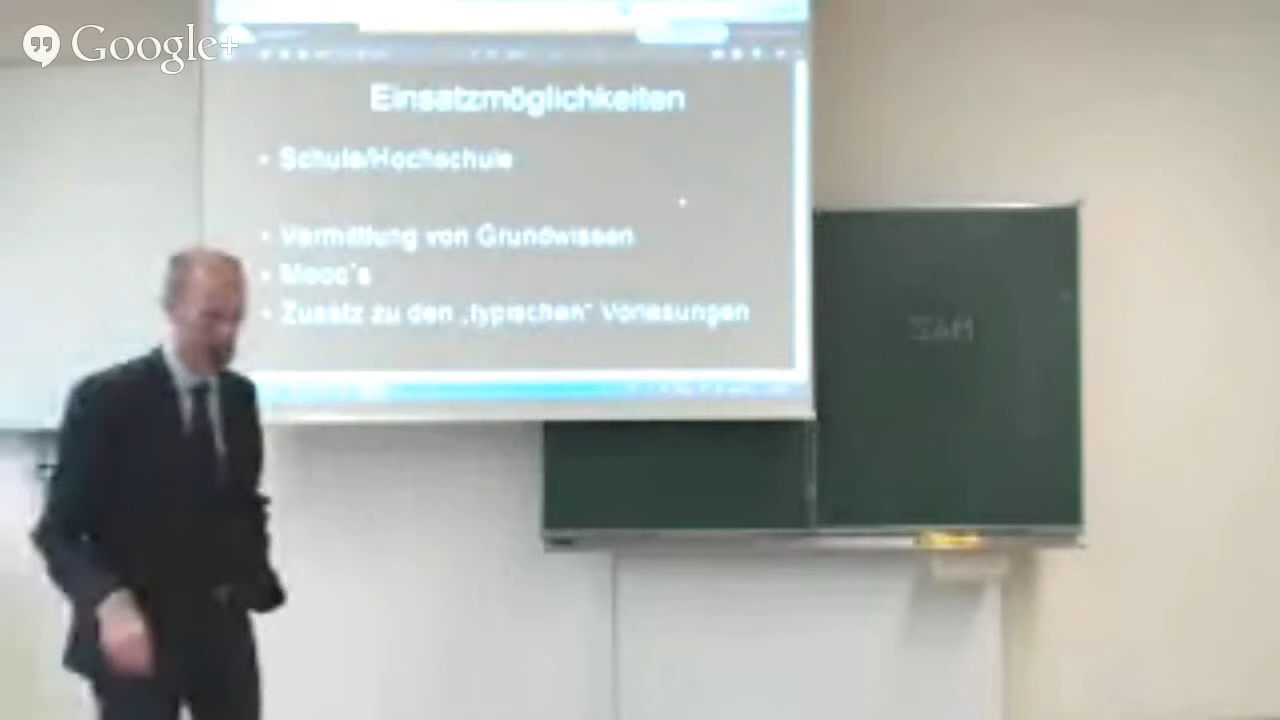 Google+
Einsatzmöglichkeiten
• Schule/Hochschule
• Vermittlung von Grundwissen
• Mooc's
• Zusatz zu den „typischen“ Vorlesungen